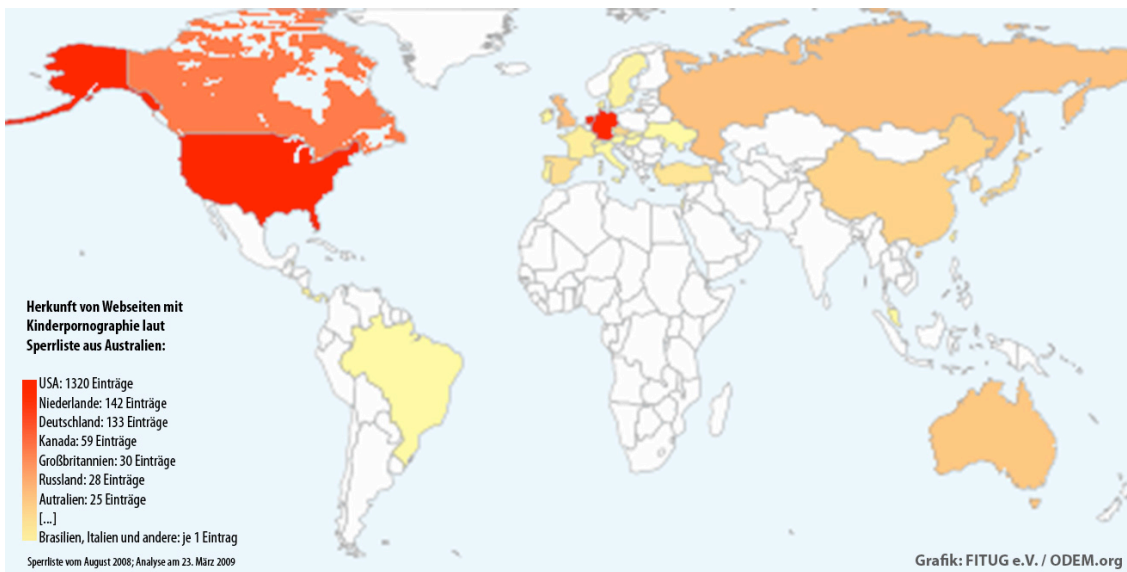 Herkunft von Webseiten mit
Kinderpornographie laut
Sperrliste aus Australien:
USA: 1320 Einträge
Niederlande: 142 Einträge
Deutschland: 133 Einträge
Kanada: 59 Einträge
Großbritannien: 30 Einträge
Russland: 28 Einträge
Autralien: 25 Einträge
[...]
Brasilien, Italien und andere: je 1 Eintrag
Sperrliste vom August 2008; Analyse am 23. März 2009
Grafik: FITUG e.V. / ODEM.org